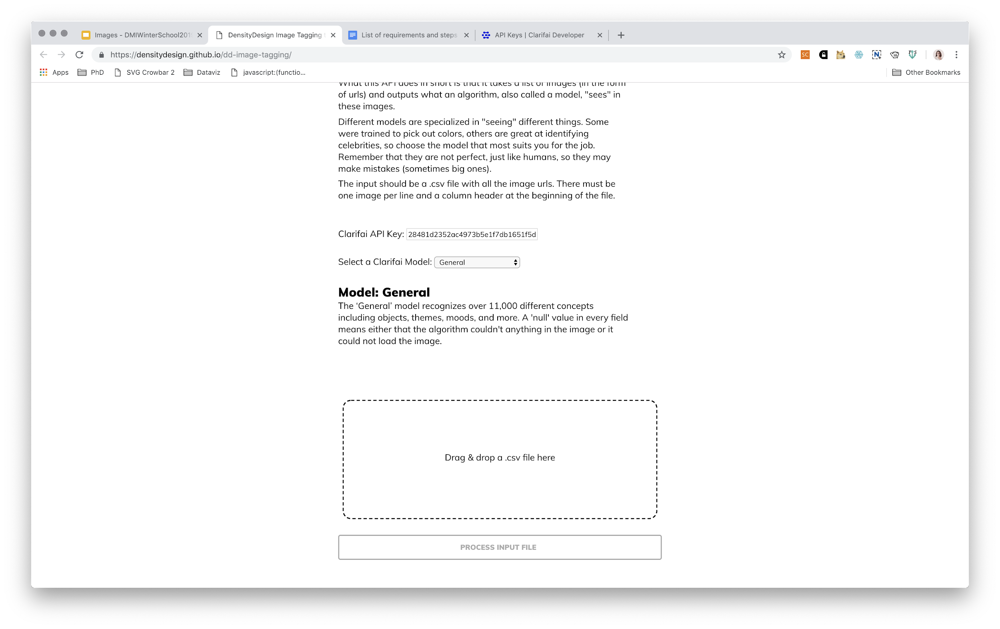 Images - DMIWinterSchool201
DensityDesign Image Tagging
List of requirements and steps
API Keys | Clarifai Developer
https://densitydesign.github.io/dd-image-tagging/
SC
N
TS
Apps
PhD
SVG Crowbar 2
Dataviz
javascript:(functio...
Other Bookmarks
What this API does in short is that it takes a list of images (in the form
of urls) and outputs what an algorithm, also called a model, "sees" in
these images.
Different models are specialized in "seeing" different things. Some
were trained to pick out colors, others are great at identifying
celebrities, so choose the model that most suits you for the job.
Remember that they are not perfect, just like humans, so they may
make mistakes (sometimes big ones).
The input should be a .csv file with all the image urls. There must be
one image per line and a column header at the beginning of the file.
Clarifai API Key: 28481d2352ac4973b5e1f7db1651f5d
Select a Clarifai Model: General
Model: General
The ‘General’ model recognizes over 11,000 different concepts
including objects, themes, moods, and more. A 'null' value in every field
means either that the algorithm couldn't anything in the image or it
could not load the image.
Drag & drop a .csv file here
PROCESS INPUT FILE